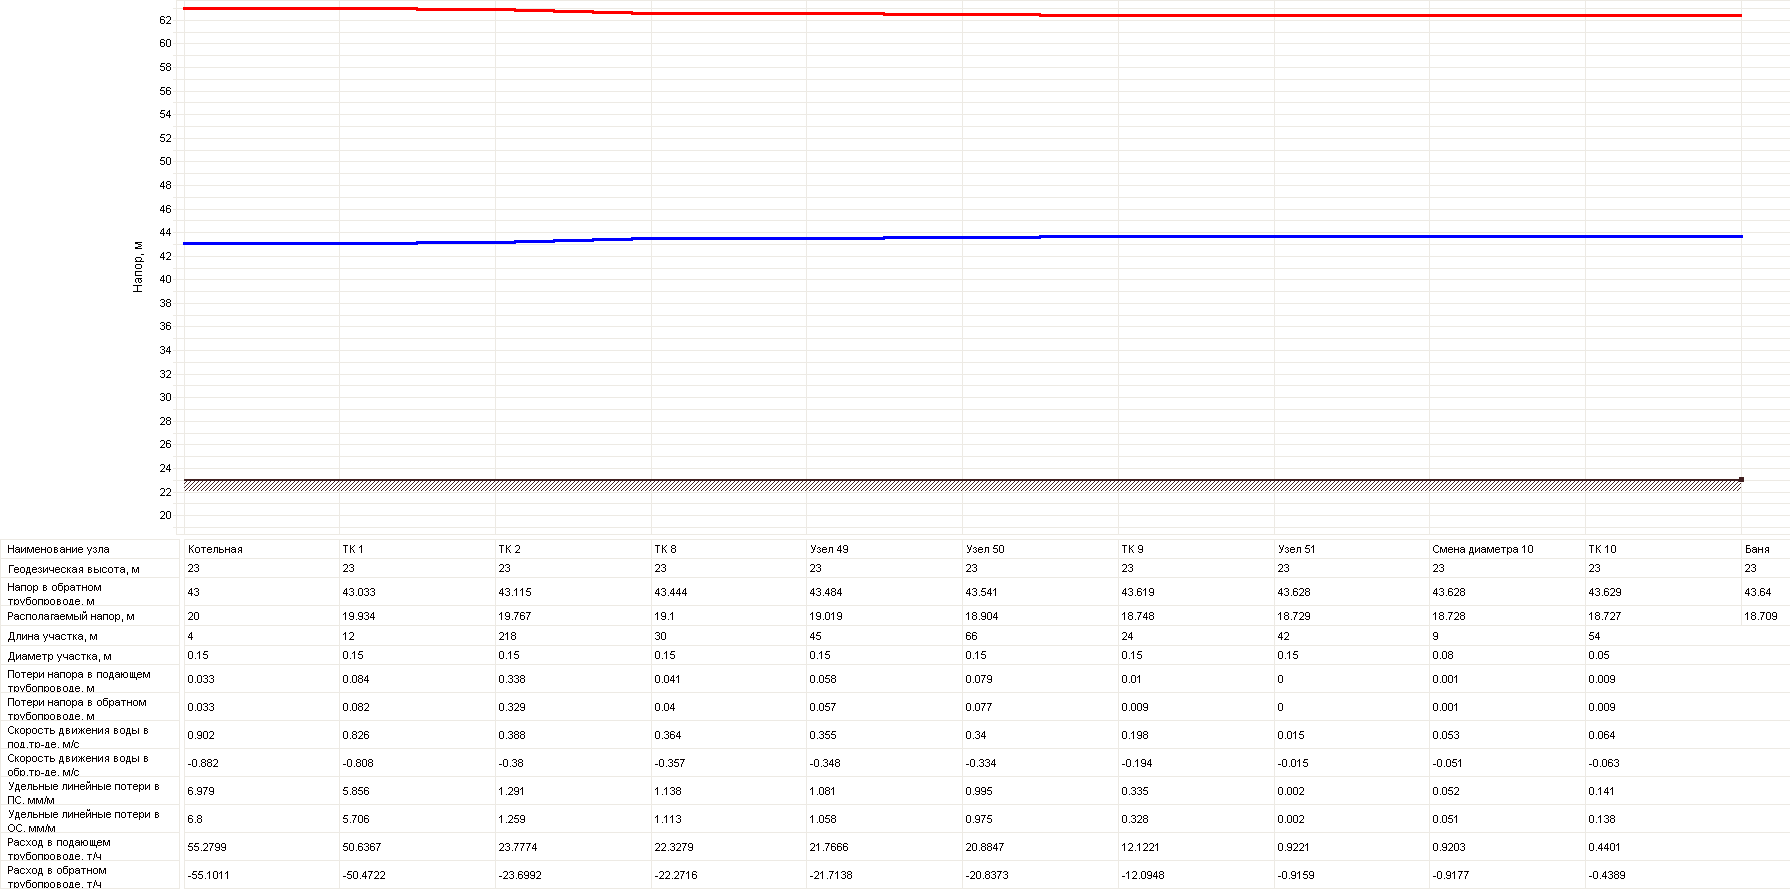 62
60
58
56
54
52
50
48
46
44
42
40
38
36
34
32
30
28
26
24
22
20
Напор, м
Наименование узла Котельная ТК 1 ТК 2 ТК 8 Узел 49 Узел 50 ТК 9 Узел 51 Смена диаметра 10 ТК 10 Баня
Геодезическая высота, м 23 23 23 23 23 23 23 23 23 23 23
Напор в обратном
трубопроводе, м 43 43.033 43.115 43.444 43.484 43.541 43.619 43.628 43.628 43.629 43.64
Располагаемый напор, м 20 19.934 19.767 19.1 19.019 18.904 18.748 18.729 18.728 18.727 18.709
Длина участка, м 4 12 218 30 45 66 24 42 9 54
Диаметр участка, м 0.15 0.15 0.15 0.15 0.15 0.15 0.15 0.15 0.08 0.05
Потери напора в подающем
трубопроводе, м 0.033 0.084 0.338 0.041 0.058 0.079 0.01 0 0.001 0.009
Потери напора в обратном
трубопроводе, м 0.033 0.082 0.329 0.04 0.057 0.077 0.009 0 0.001 0.009
Скорость движения воды в
под.тр-де, м/с 0.902 0.826 0.388 0.364 0.355 0.34 0.198 0.015 0.053 0.064
Скорость движения воды в
обр.тр-де, м/с -0.882 -0.808 -0.38 -0.357 -0.348 -0.334 -0.194 -0.015 -0.051 -0.063
Удельные линейные потери в
ПС, мм/м 6.979 5.856 1.291 1.138 1.081 0.995 0.335 0.002 0.052 0.141
Удельные линейные потери в
ОС, мм/м 6.8 5.706 1.259 1.113 1.058 0.975 0.328 0.002 0.051 0.138
Расход в подающем
трубопроводе, т/ч 55.2799 50.6367 23.7774 22.3279 21.7666 20.8847 12.1221 0.9221 0.9203 0.4401
Расход в обратном
трубопроводе, т/ч -55.1011 -50.4722 -23.6992 -22.2716 -21.7138 -20.8373 -12.0948 -0.9159 -0.9177 -0.4389